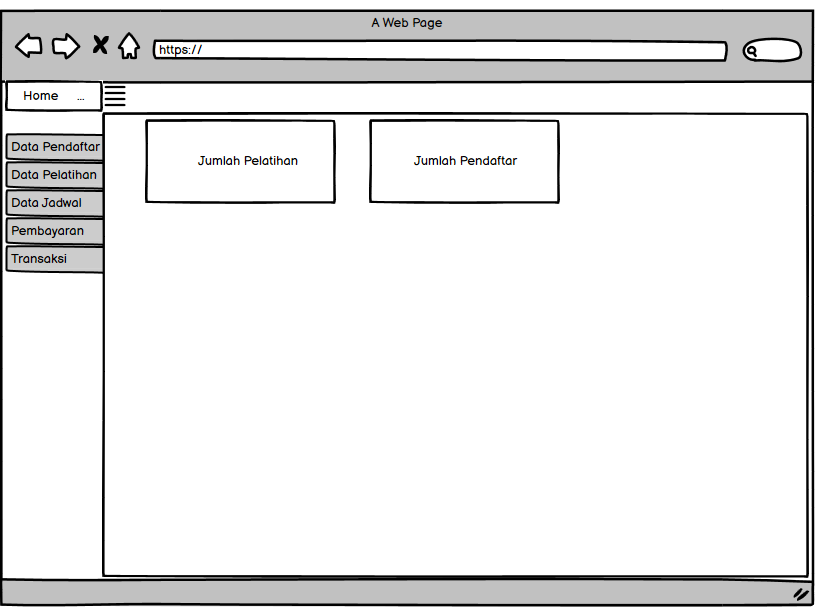 A Web Page
https://
Home ...
Data Pendaftar
Data Pelatihan
Data Jadwal
Pembayaran
Transaksi
Jumlah Pelatihan
Jumlah Pendaftar